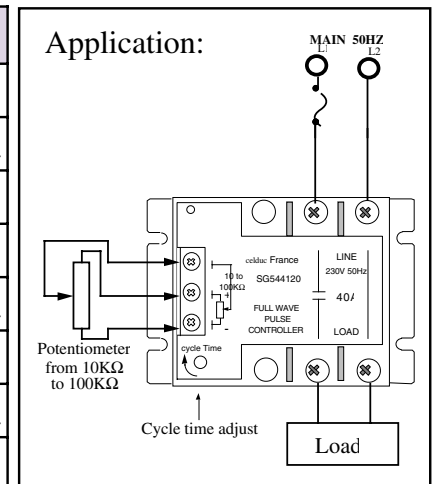 Application:
MAIN 50HZ
L1 L2
celduc France
SG544120
FULL WAVE
PULSE
CONTROLLER
LINE
230V 50Hz
40A
LOAD
10 to
100KΩ
+
-
cycle Time
Potentiometer
from 10KΩ
to 100KΩ
Cycle time adjust
Load